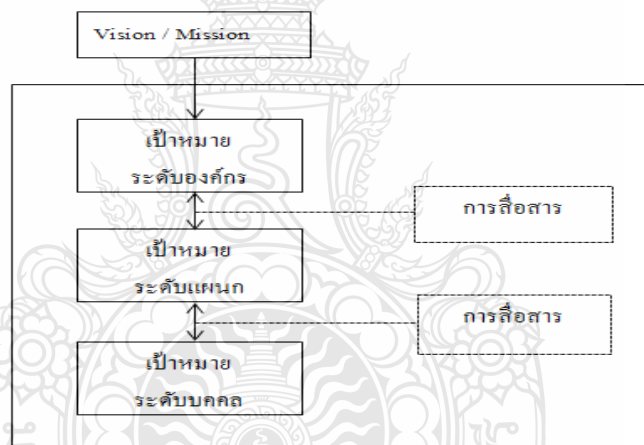 Vision / Mission
เป้าหมาย
ระดับองค์กร
การสื่อสาร
เป้าหมาย
ระดับแผนก
การสื่อสาร
เป้าหมาย
ระดับบุคคล